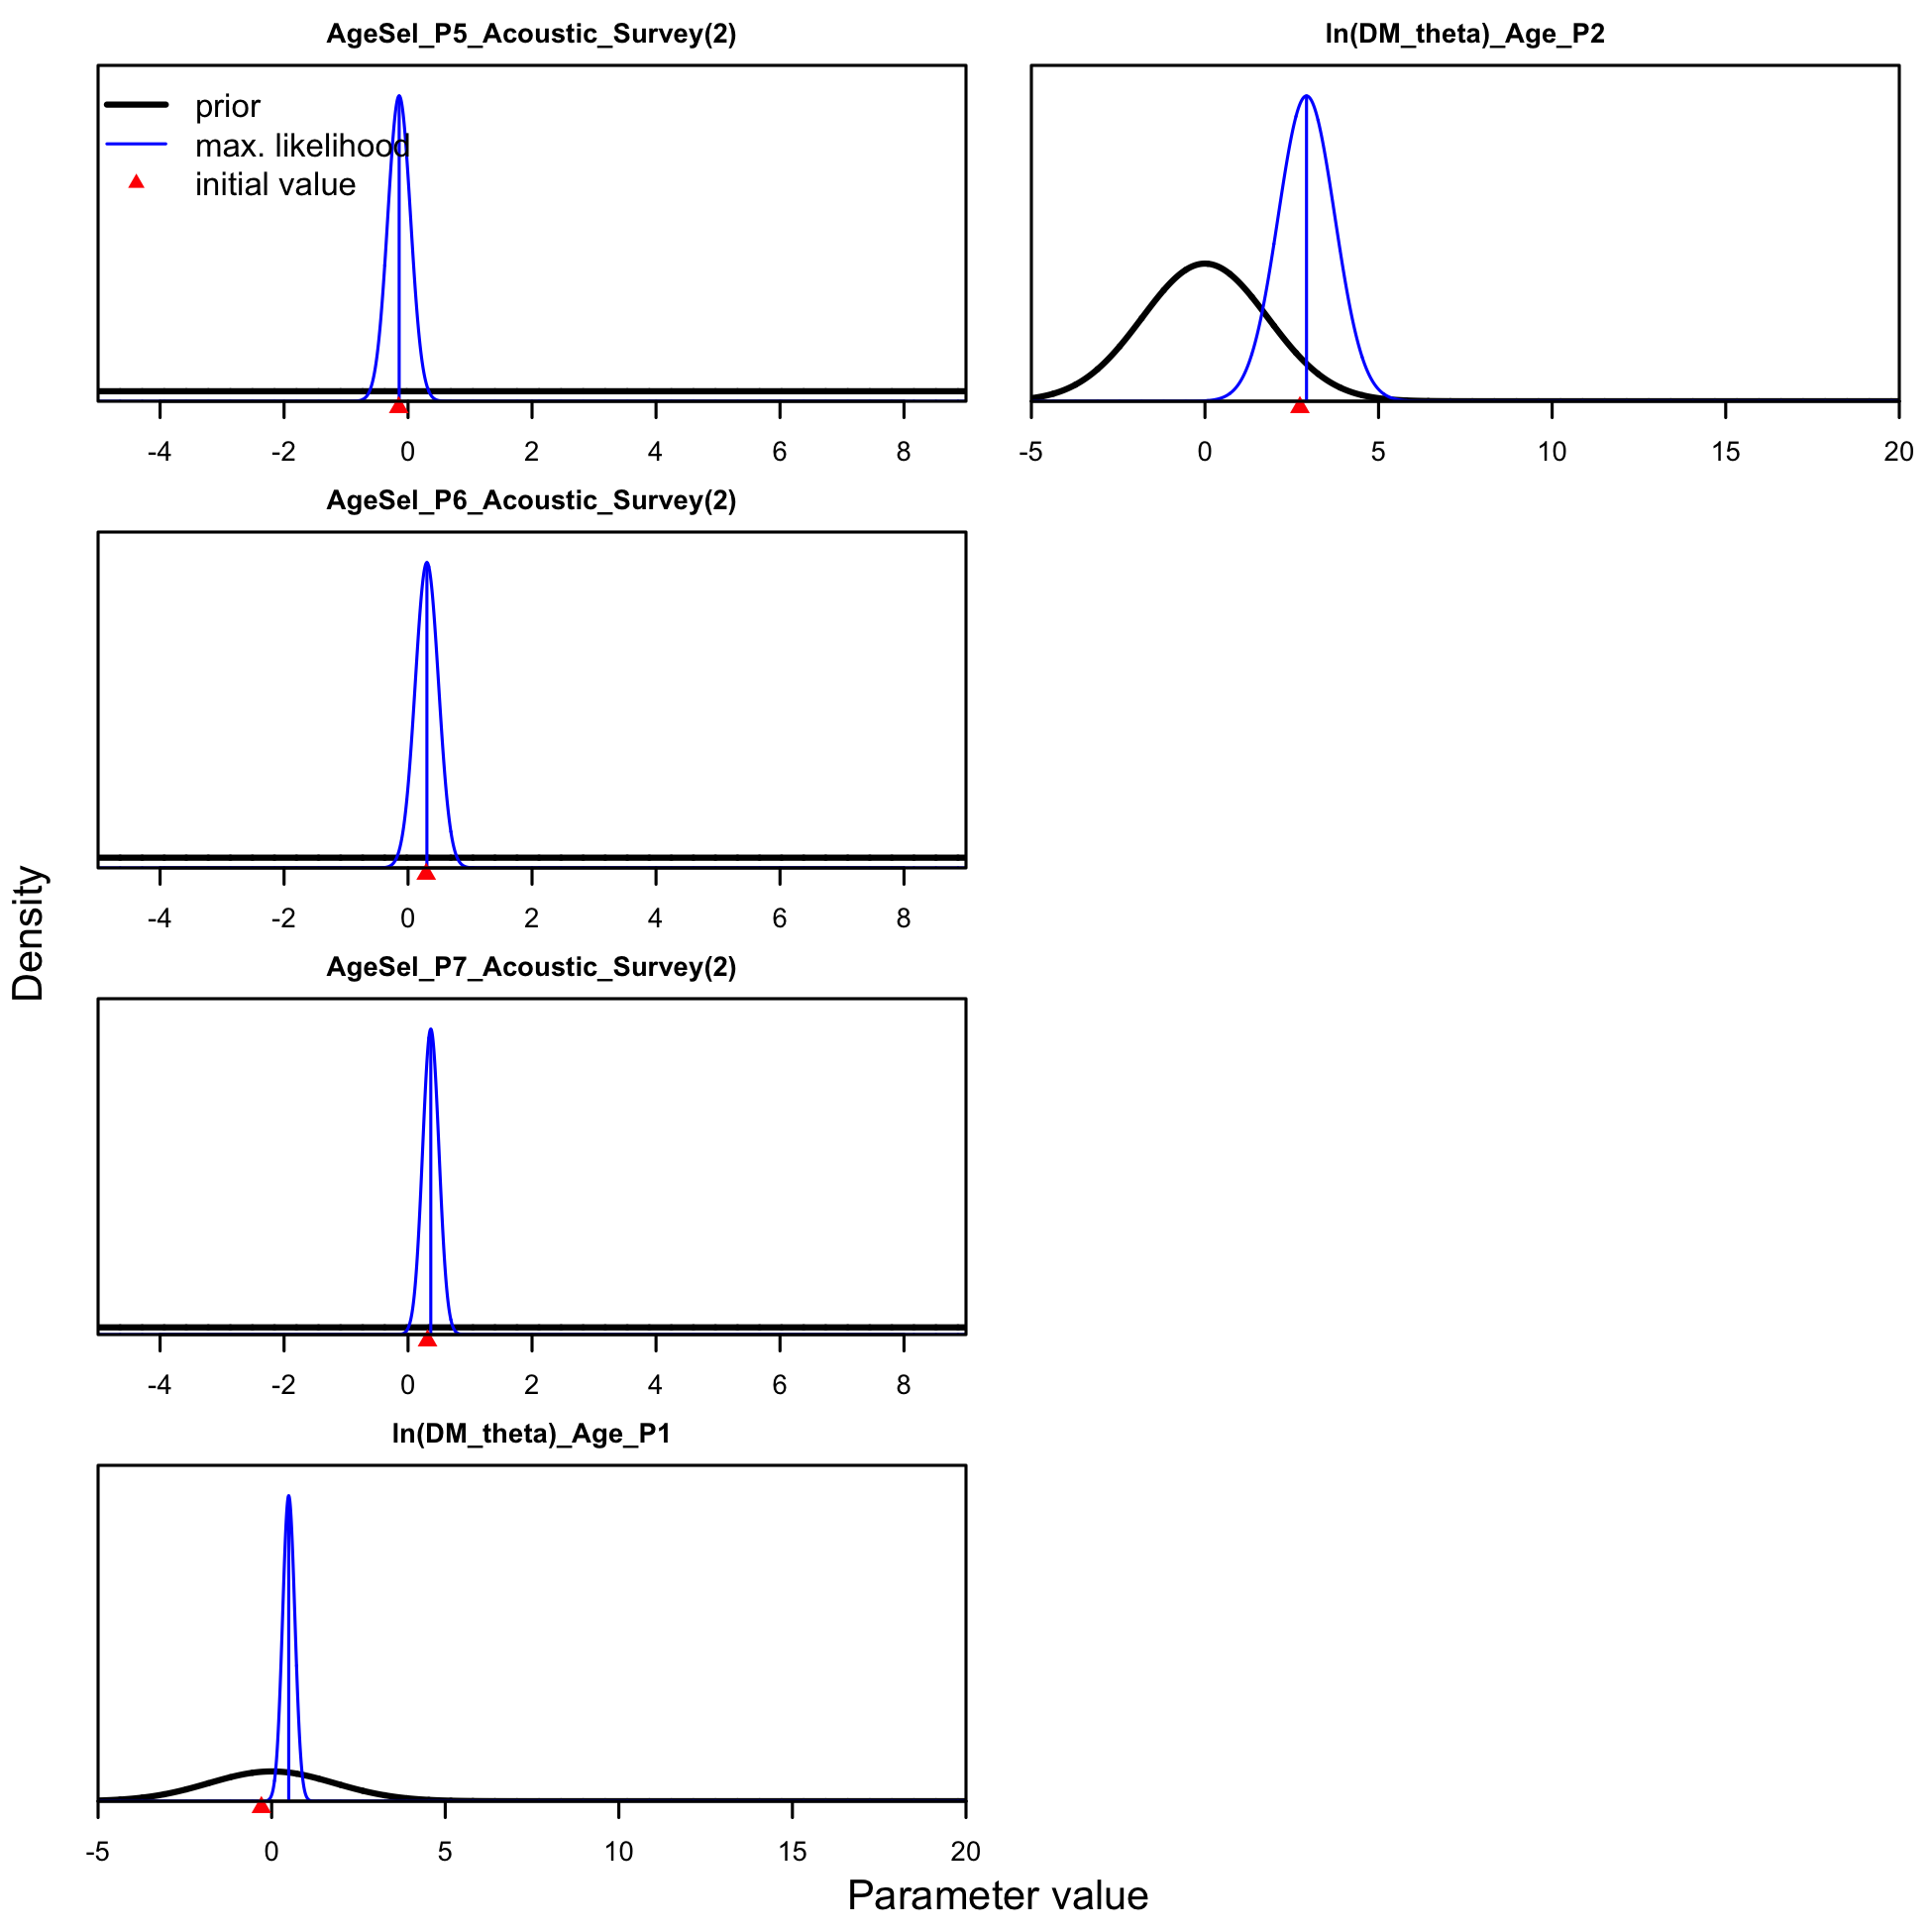 AgeSel_P5_Acoustic_Survey(2)
prior
max. likelihood
initial value
-4 -2 0 2 4 6 8
ln(DM_theta)_Age_P2
-5 0 5 10 15 20
AgeSel_P6_Acoustic_Survey(2)
-4 -2 0 2 4 6 8
AgeSel_P7_Acoustic_Survey(2)
-4 -2 0 2 4 6 8
ln(DM_theta)_Age_P1
-5 0 5 10 15 20
Density
Parameter value